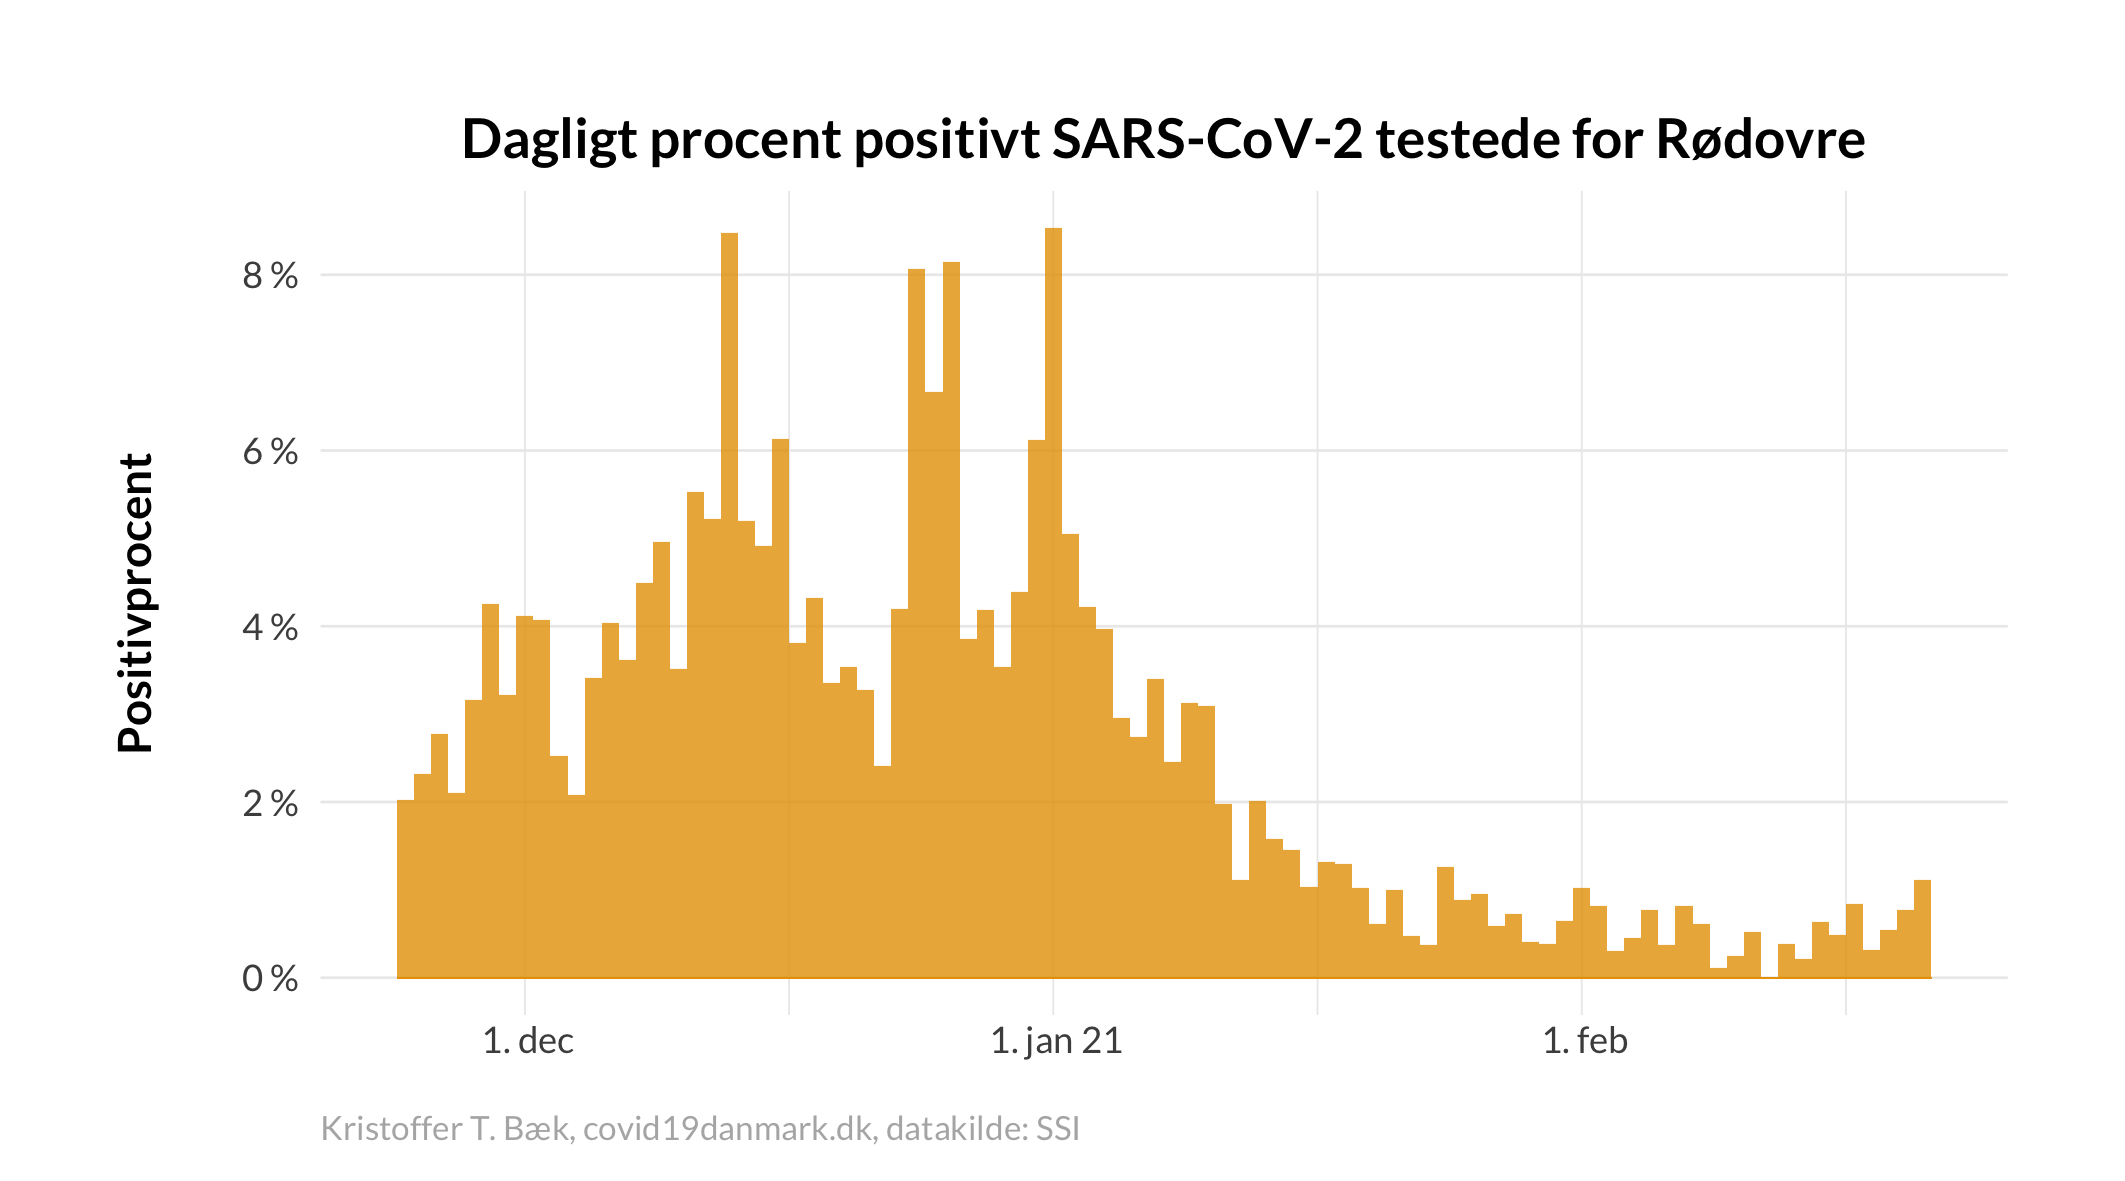 Dagligt procent positivt SARS-CoV-2 testede for Rødovre
Positivprocent
8 %
6 %
4 %
2 %
0 %
1. dec
1. jan 21
1. feb
Kristoffer T. Bæk, covid19danmark.dk, datakilde: SSI